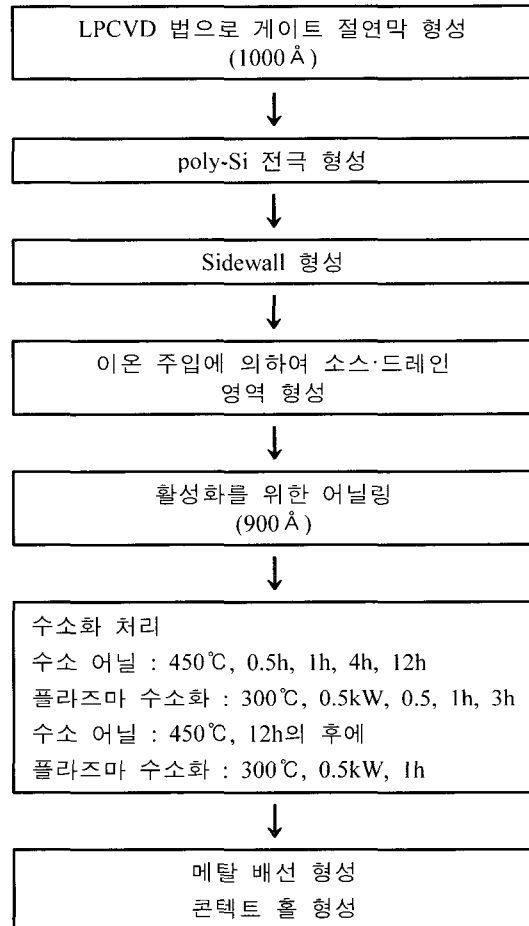 LPCVD 법으로 게이트 절연막 형성
(1000Å)
↓
poly-Si 전극 형성
↓
Sidewall 형성
↓
이온 주입에 의하여 소스·드레인
영역 형성
↓
활성화를 위한 어닐링
(900Å)
↓
수소화 처리
수소 어닐 : 450℃, 0.5h, 1h, 4h, 12h
플라즈마 수소화 : 300℃, 0.5kW, 0.5, 1h, 3h
수소 어닐 : 450℃, 12h의 후에
플라즈마 수소화 : 300℃, 0.5kW, 1h
↓
메탈 배선 형성
콘텍트 홀 형성